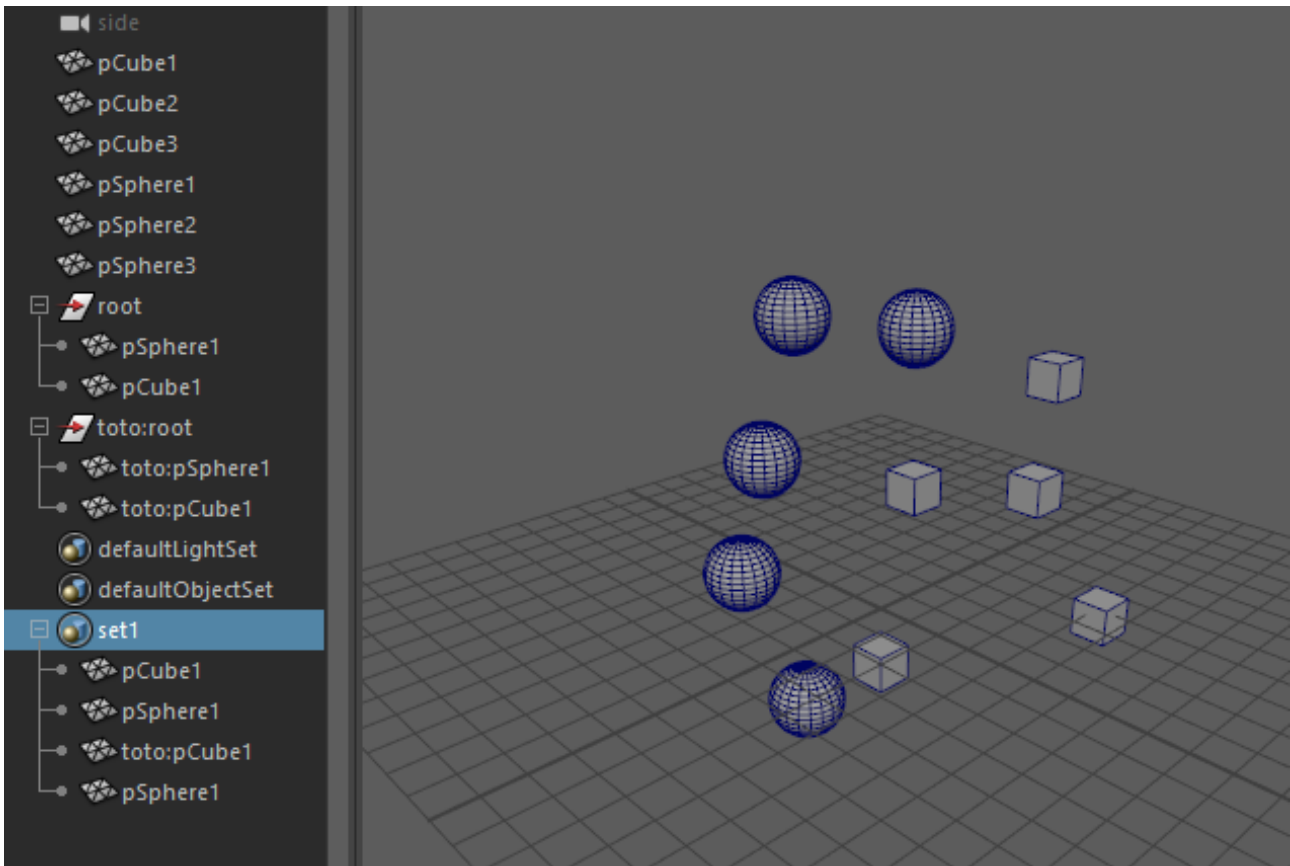 side
pCube1
pCube2
pCube3
pSphere1
pSphere2
pSphere3
root
pSphere1
pCube1
toto:root
toto:pSphere1
toto:pCube1
defaultLightSet
defaultObjectSet
set1
pCube1
pSphere1
toto:pCube1
pSphere1